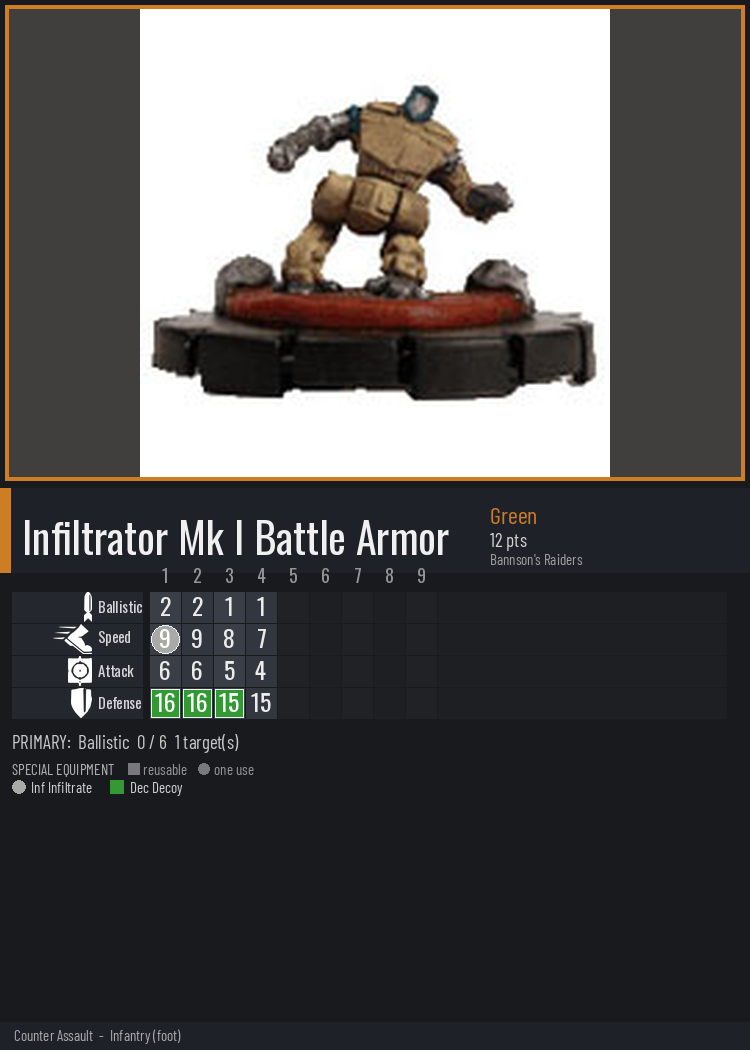 Infiltrator Mk I Battle Armor
Green
12 pts
Bannson's Raiders
1 2 3 4 5 6 7 8 9
Ballistic 2 2 1 1
Speed 9 9 8 7
Attack 6 6 5 4
Defense 16 16 15 15
PRIMARY: Ballistic 0 / 6 1 target(s)
SPECIAL EQUIPMENT reusable one use
Inf Infiltrate Dec Decoy
Counter Assault - Infantry (foot)